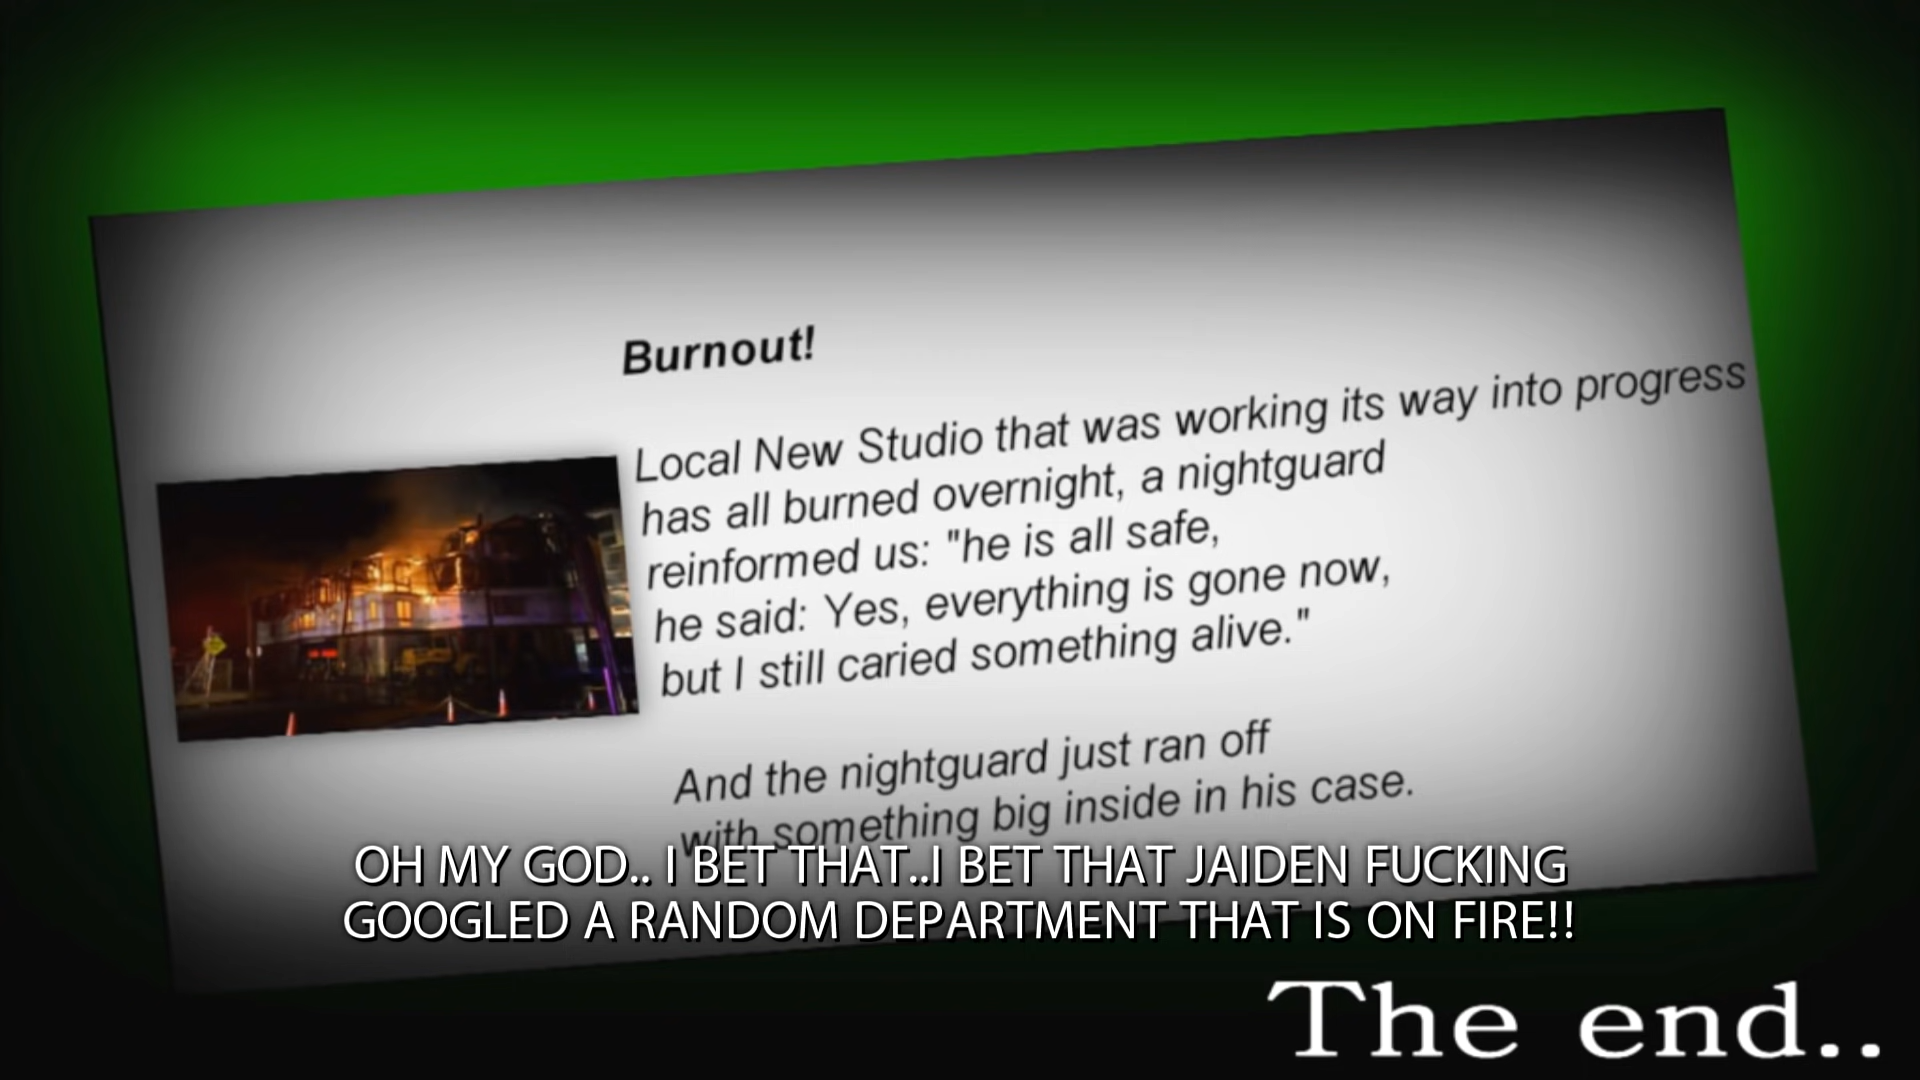 Burnout!
Local New Studio that was working its way into progress
has all burned overnight, a nightguard
reinformed us: "he is all safe,
he said: Yes, everything is gone now,
but I still caried something alive."
And the nightguard just ran off
with something big inside in his case.
OH MY GOD.. I BET THAT..I BET THAT JAIDEN FUCKING
GOOGLED A RANDOM DEPARTMENT THAT IS ON FIRE!!
The end..